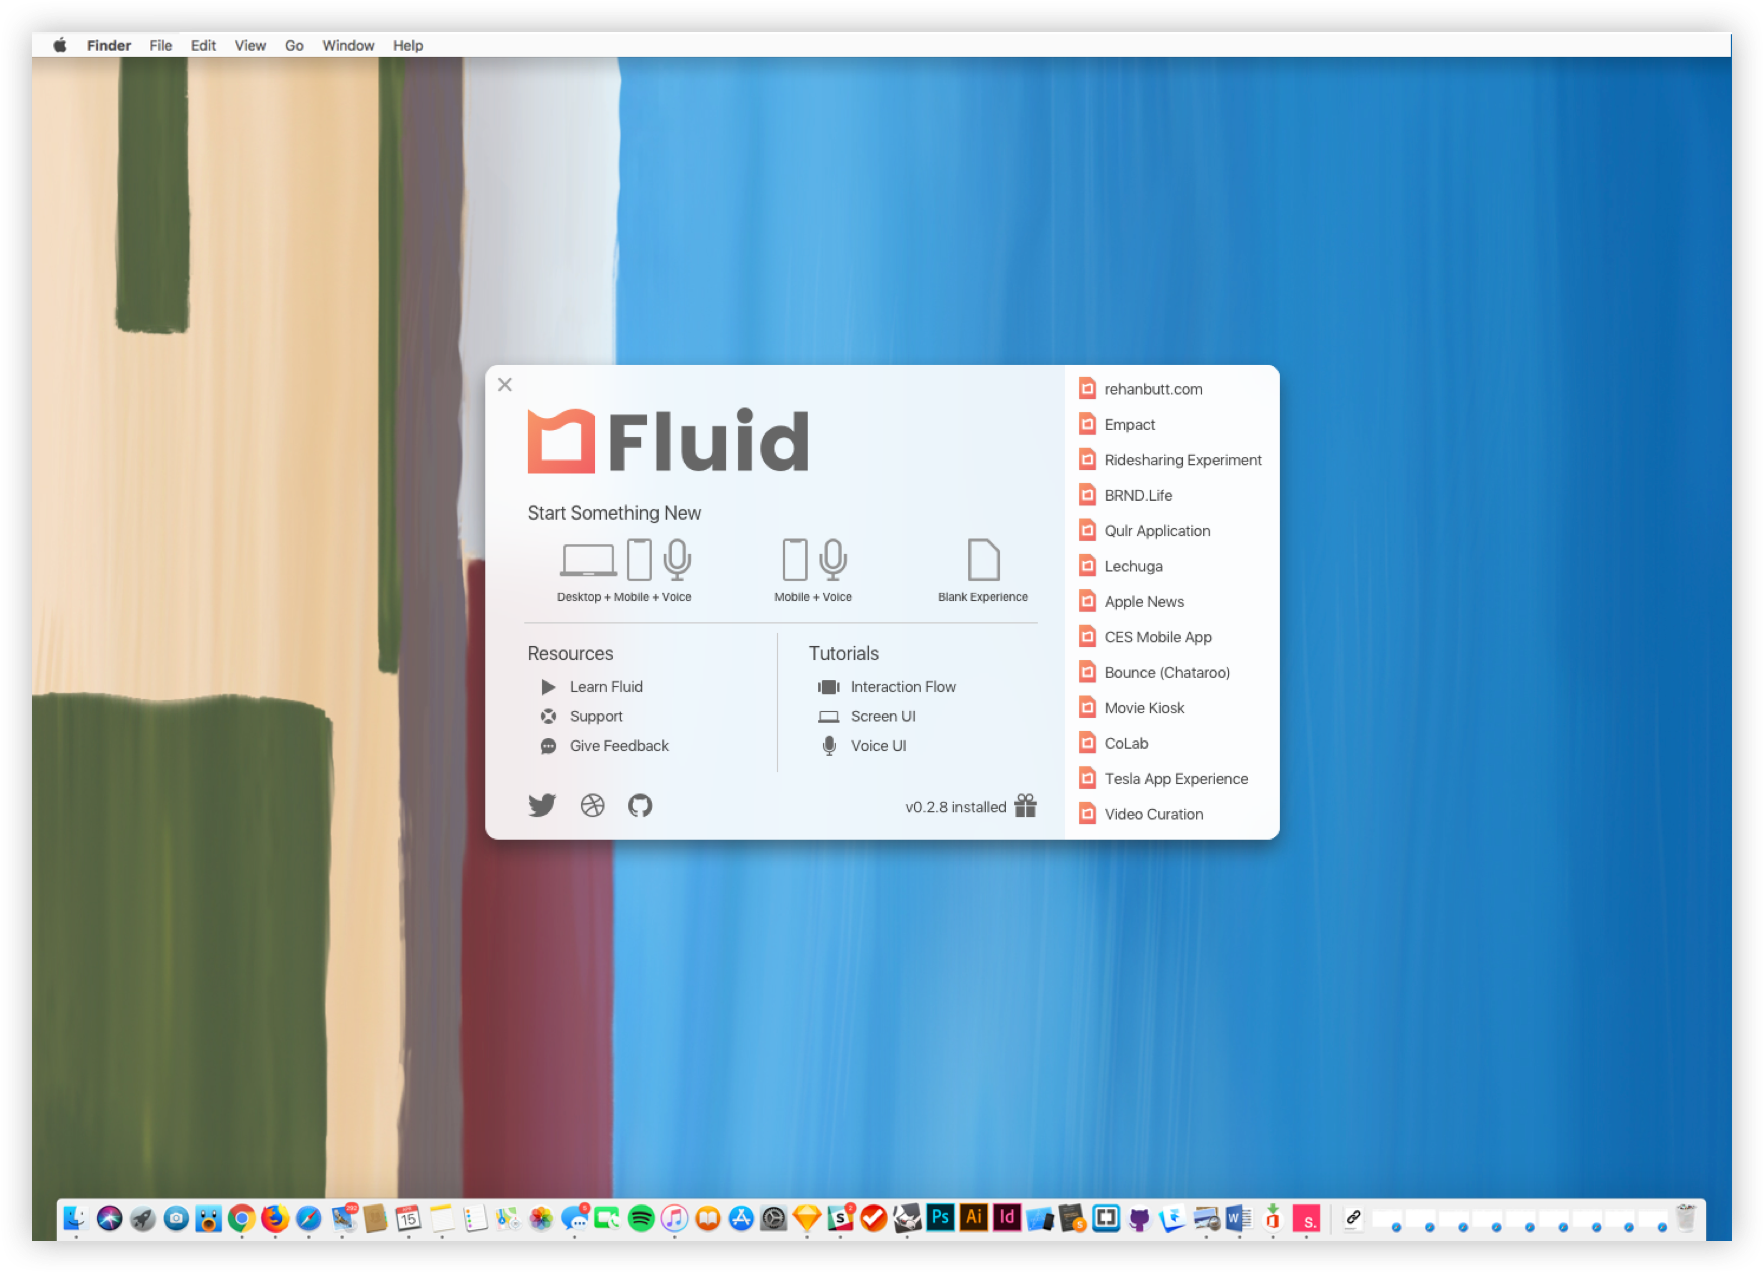 Finder File Edit View Go Window Help
Fluid
Start Something New
Desktop + Mobile + Voice
Mobile + Voice
Blank Experience
Resources
Learn Fluid
Support
Give Feedback
Tutorials
Interaction Flow
Screen UI
Voice UI
v0.2.8 installed
rehanbutt.com
Empact
Ridesharing Experiment
BRND.Life
Qulr Application
Lechuga
Apple News
CES Mobile App
Bounce (Chataroo)
Movie Kiosk
CoLab
Tesla App Experience
Video Curation
15
Ps
Ai
Id
W
s.